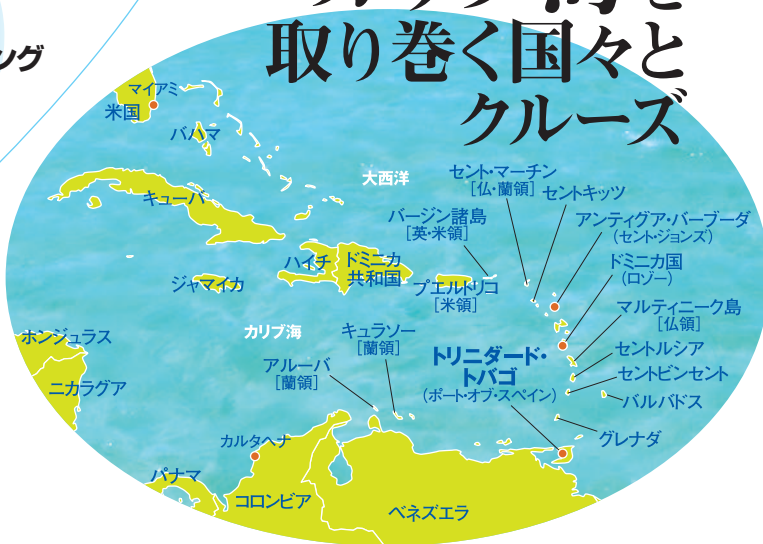 取り巻く国々と
クルーズ
ング
マイアミ
米国
バハマ
大西洋
キューバ
セント・マーチン
[仏・蘭領]
セントキッツ
バージン諸島
[英・米領]
アンティグア・バーブーダ
(セント・ジョンズ)
ハイチ
ドミニカ
共和国
ドミニカ国
(ロゾー)
ジャマイカ
プエルトリコ
[米領]
マルティニーク島
[仏領]
ホンジュラス
カリブ海
キュラソー
[蘭領]
アルーバ
[蘭領]
トリニダード・
トバゴ
(ポート・オブ・スペイン)
セントルシア
セントビンセント
バルバドス
グレナダ
ニカラグア
カルタヘナ
パナマ
コロンビア
ベネズエラ